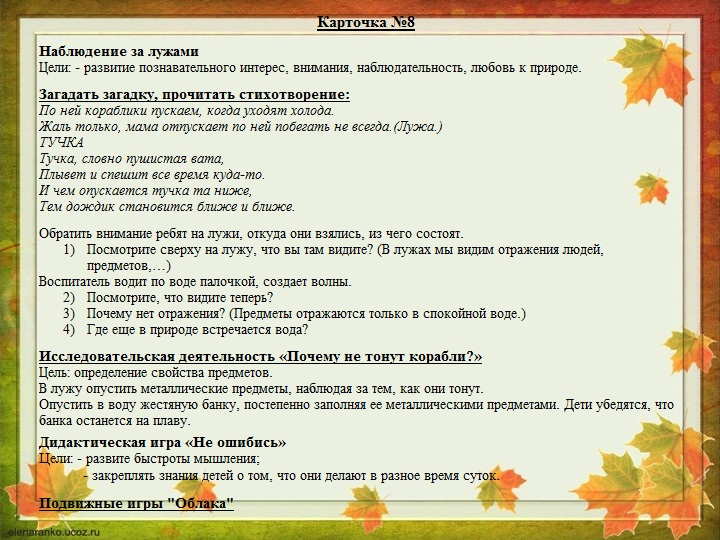 Карточка №8
Наблюдение за лужами
Цели: - развитие познавательного интерес, внимания, наблюдательность, любовь к природе.
Загадать загадку, прочитать стихотворение:
По ней кораблики пускаем, когда уходят холода.
Жаль только, мама отпускает по ней побегать не всегда.(Лужа.)
ТУЧКА
Тучка, словно пушистая вата,
Плывет и спешит все время куда-то.
И чем опускается тучка та ниже,
Тем дождик становится ближе и ближе.
Обратить внимание ребят на лужи, откуда они взялись, из чего состоят.
1) Посмотрите сверху на лужу, что вы там видите? (В лужах мы видим отражения людей,
предметов,…)
Воспитатель водит по воде палочкой, создает волны.
2) Посмотрите, что видите теперь?
3) Почему нет отражения? (Предметы отражаются только в спокойной воде.)
4) Где еще в природе встречается вода?
Исследовательская деятельность «Почему не тонут корабли?»
Цель: определение свойства предметов.
В лужу опустить металлические предметы, наблюдая за тем, как они тонут.
Опустить в воду жестяную банку, постепенно заполняя ее металлическими предметами. Дети убедятся, что
банка останется на плаву.
Дидактическая игра «Не ошибись»
Цели: - развите быстроты мышления;
- закреплять знания детей о том, что они делают в разное время суток.
Подвижные игры "Облака"
elenaranko.ucoz.ru